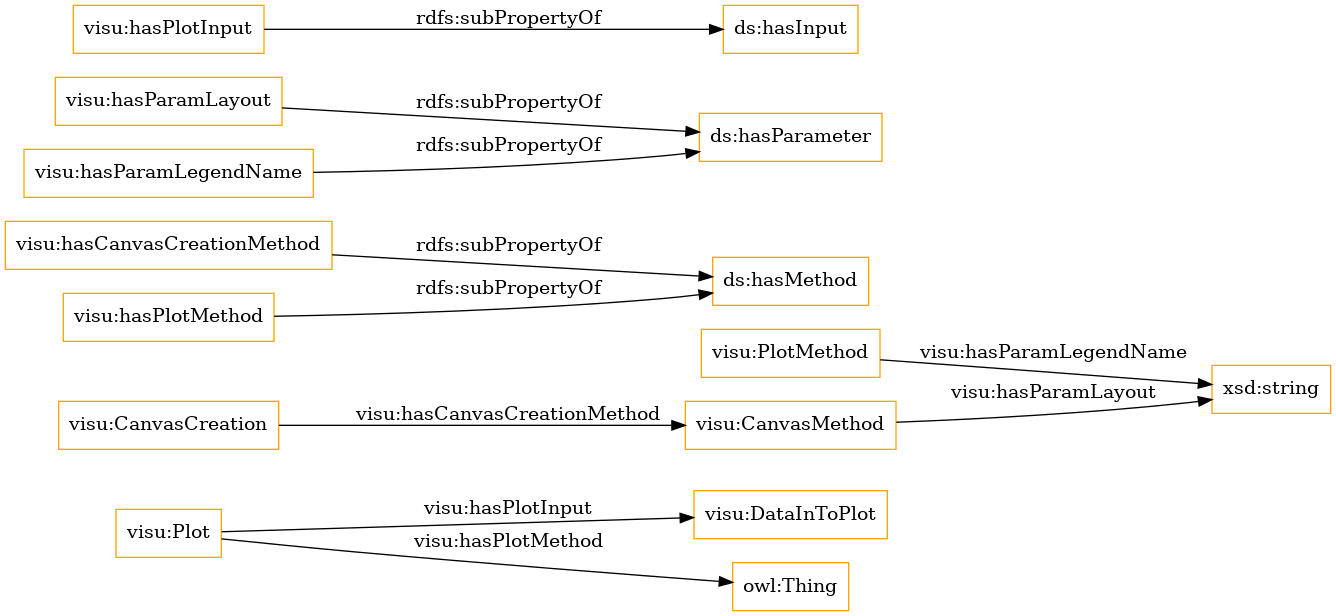 visu:hasPlotInput
rdfs:subPropertyOf
ds:hasInput
visu:hasParamLayout
rdfs:subPropertyOf
ds:hasParameter
rdfs:subPropertyOf
visu:hasParamLegendName
visu:hasCanvasCreationMethod
rdfs:subPropertyOf
ds:hasMethod
rdfs:subPropertyOf
visu:hasPlotMethod
visu:PlotMethod
visu:hasParamLegendName
xsd:string
visu:hasParamLayout
visu:CanvasCreation
visu:hasCanvasCreationMethod
visu:CanvasMethod
visu:Plot
visu:hasPlotInput
visu:DataInToPlot
visu:hasPlotMethod
owl:Thing